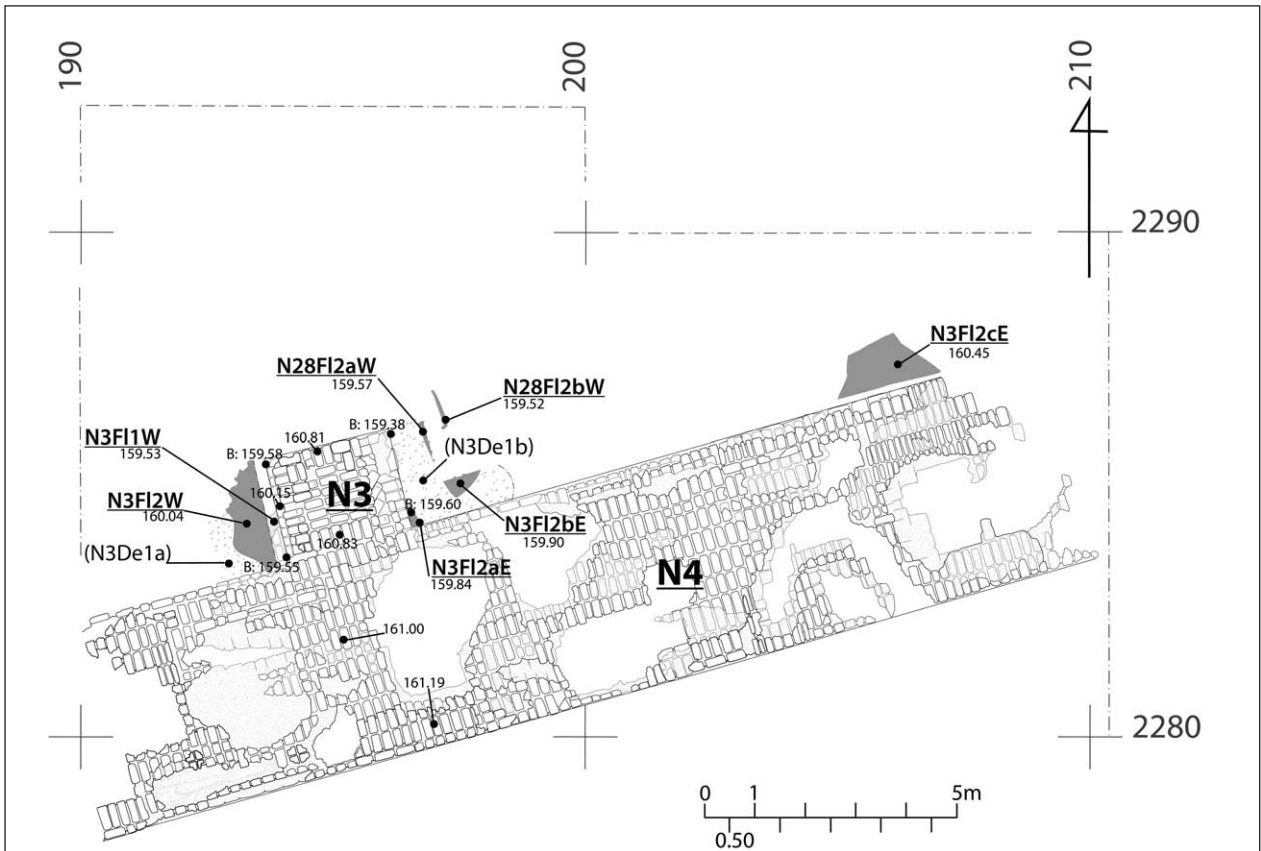 190
200
210
2290
N3Fl2cE
160.45
N28Fl2aW
159.57
N28Fl2bW
159.52
B: 159.38
160.81
(N3De1b)
N3Fl1W
159.53
B: 159.58
160.15
N3
N3Fl2W
160.04
B: 159.60
N3Fl2bE
159.90
160.83
(N3De1a)
B: 159.55
N3Fl2aE
159.84
N4
161.00
161.19
2280
0 1 5m
0.50